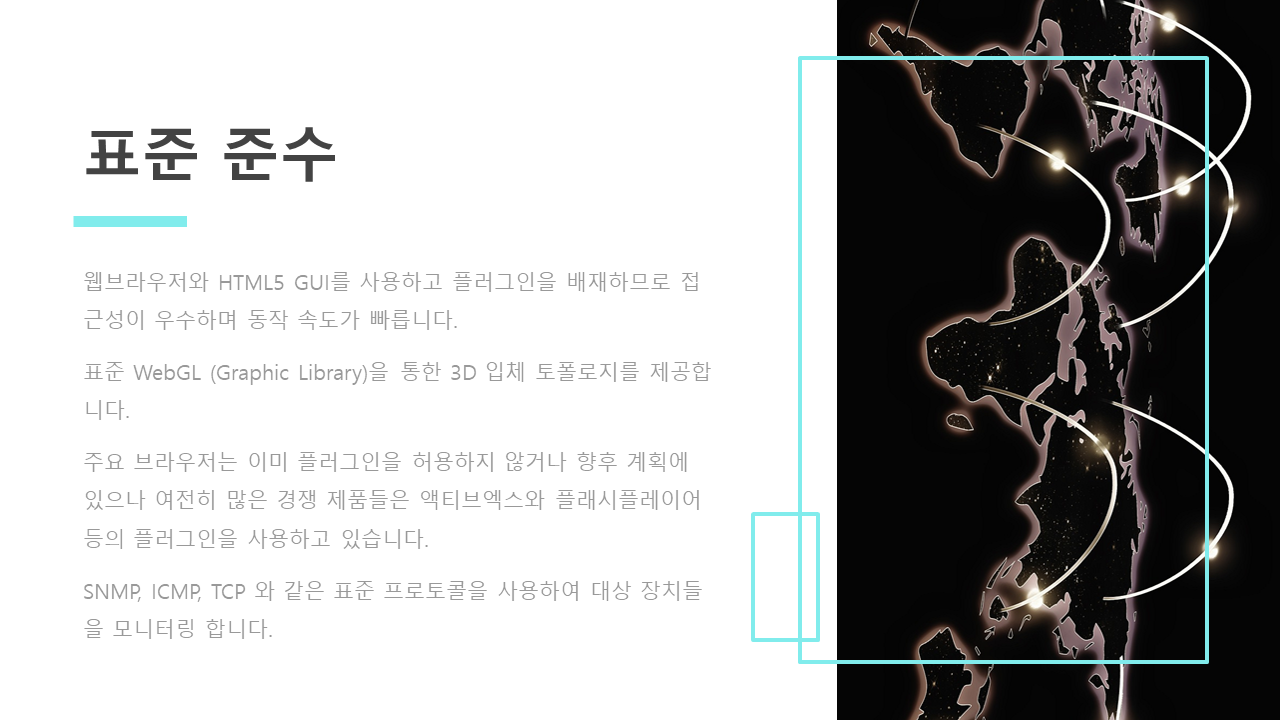 표준 준수
웹브라우저와 HTML5 GUI를 사용하고 플러그인을 배재하므로 접
근성이 우수하며 동작 속도가 빠릅니다.
표준 WebGL (Graphic Library)을 통한 3D 입체 토폴로지를 제공합
니다.
주요 브라우저는 이미 플러그인을 허용하지 않거나 향후 계획에
있으나 여전히 많은 경쟁 제품들은 액티브엑스와 플래시플레이어
등의 플러그인을 사용하고 있습니다.
SNMP, ICMP, TCP 와 같은 표준 프로토콜을 사용하여 대상 장치들
을 모니터링 합니다.